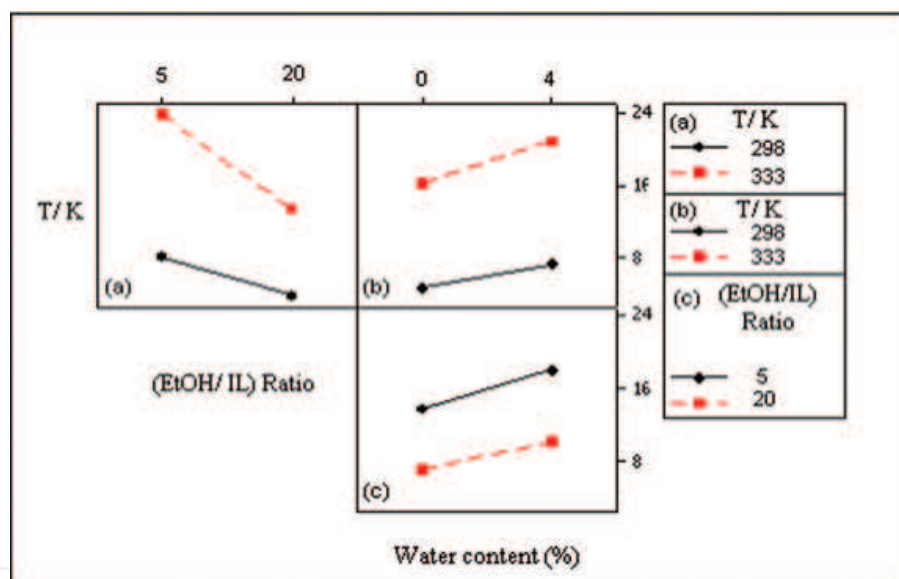 5 20 0 4
(a) T/ K
298
333
24
16
8
T/ K
(a)
(b)
(b) T/ K
298
333
24
16
8
(EtOH/ IL) Ratio
(c) (EtOH/IL)
Ratio
5
20
(c)
Water content (%)